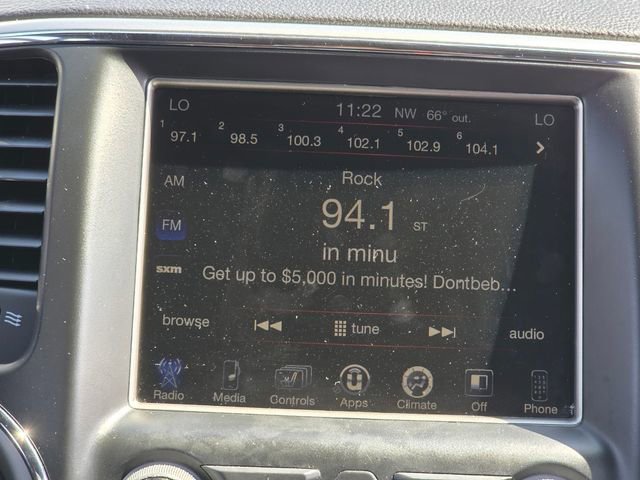 LO 11:22 NW 66° out. LO
1 97.1 2 98.5 3 100.3 4 102.1 5 102.9 6 104.1
AM
Rock
FM
94.1 ST
in minu
sxm
Get up to $5,000 in minutes! Dontbeb...
browse tune audio
Radio Media Controls Apps Climate Off Phone